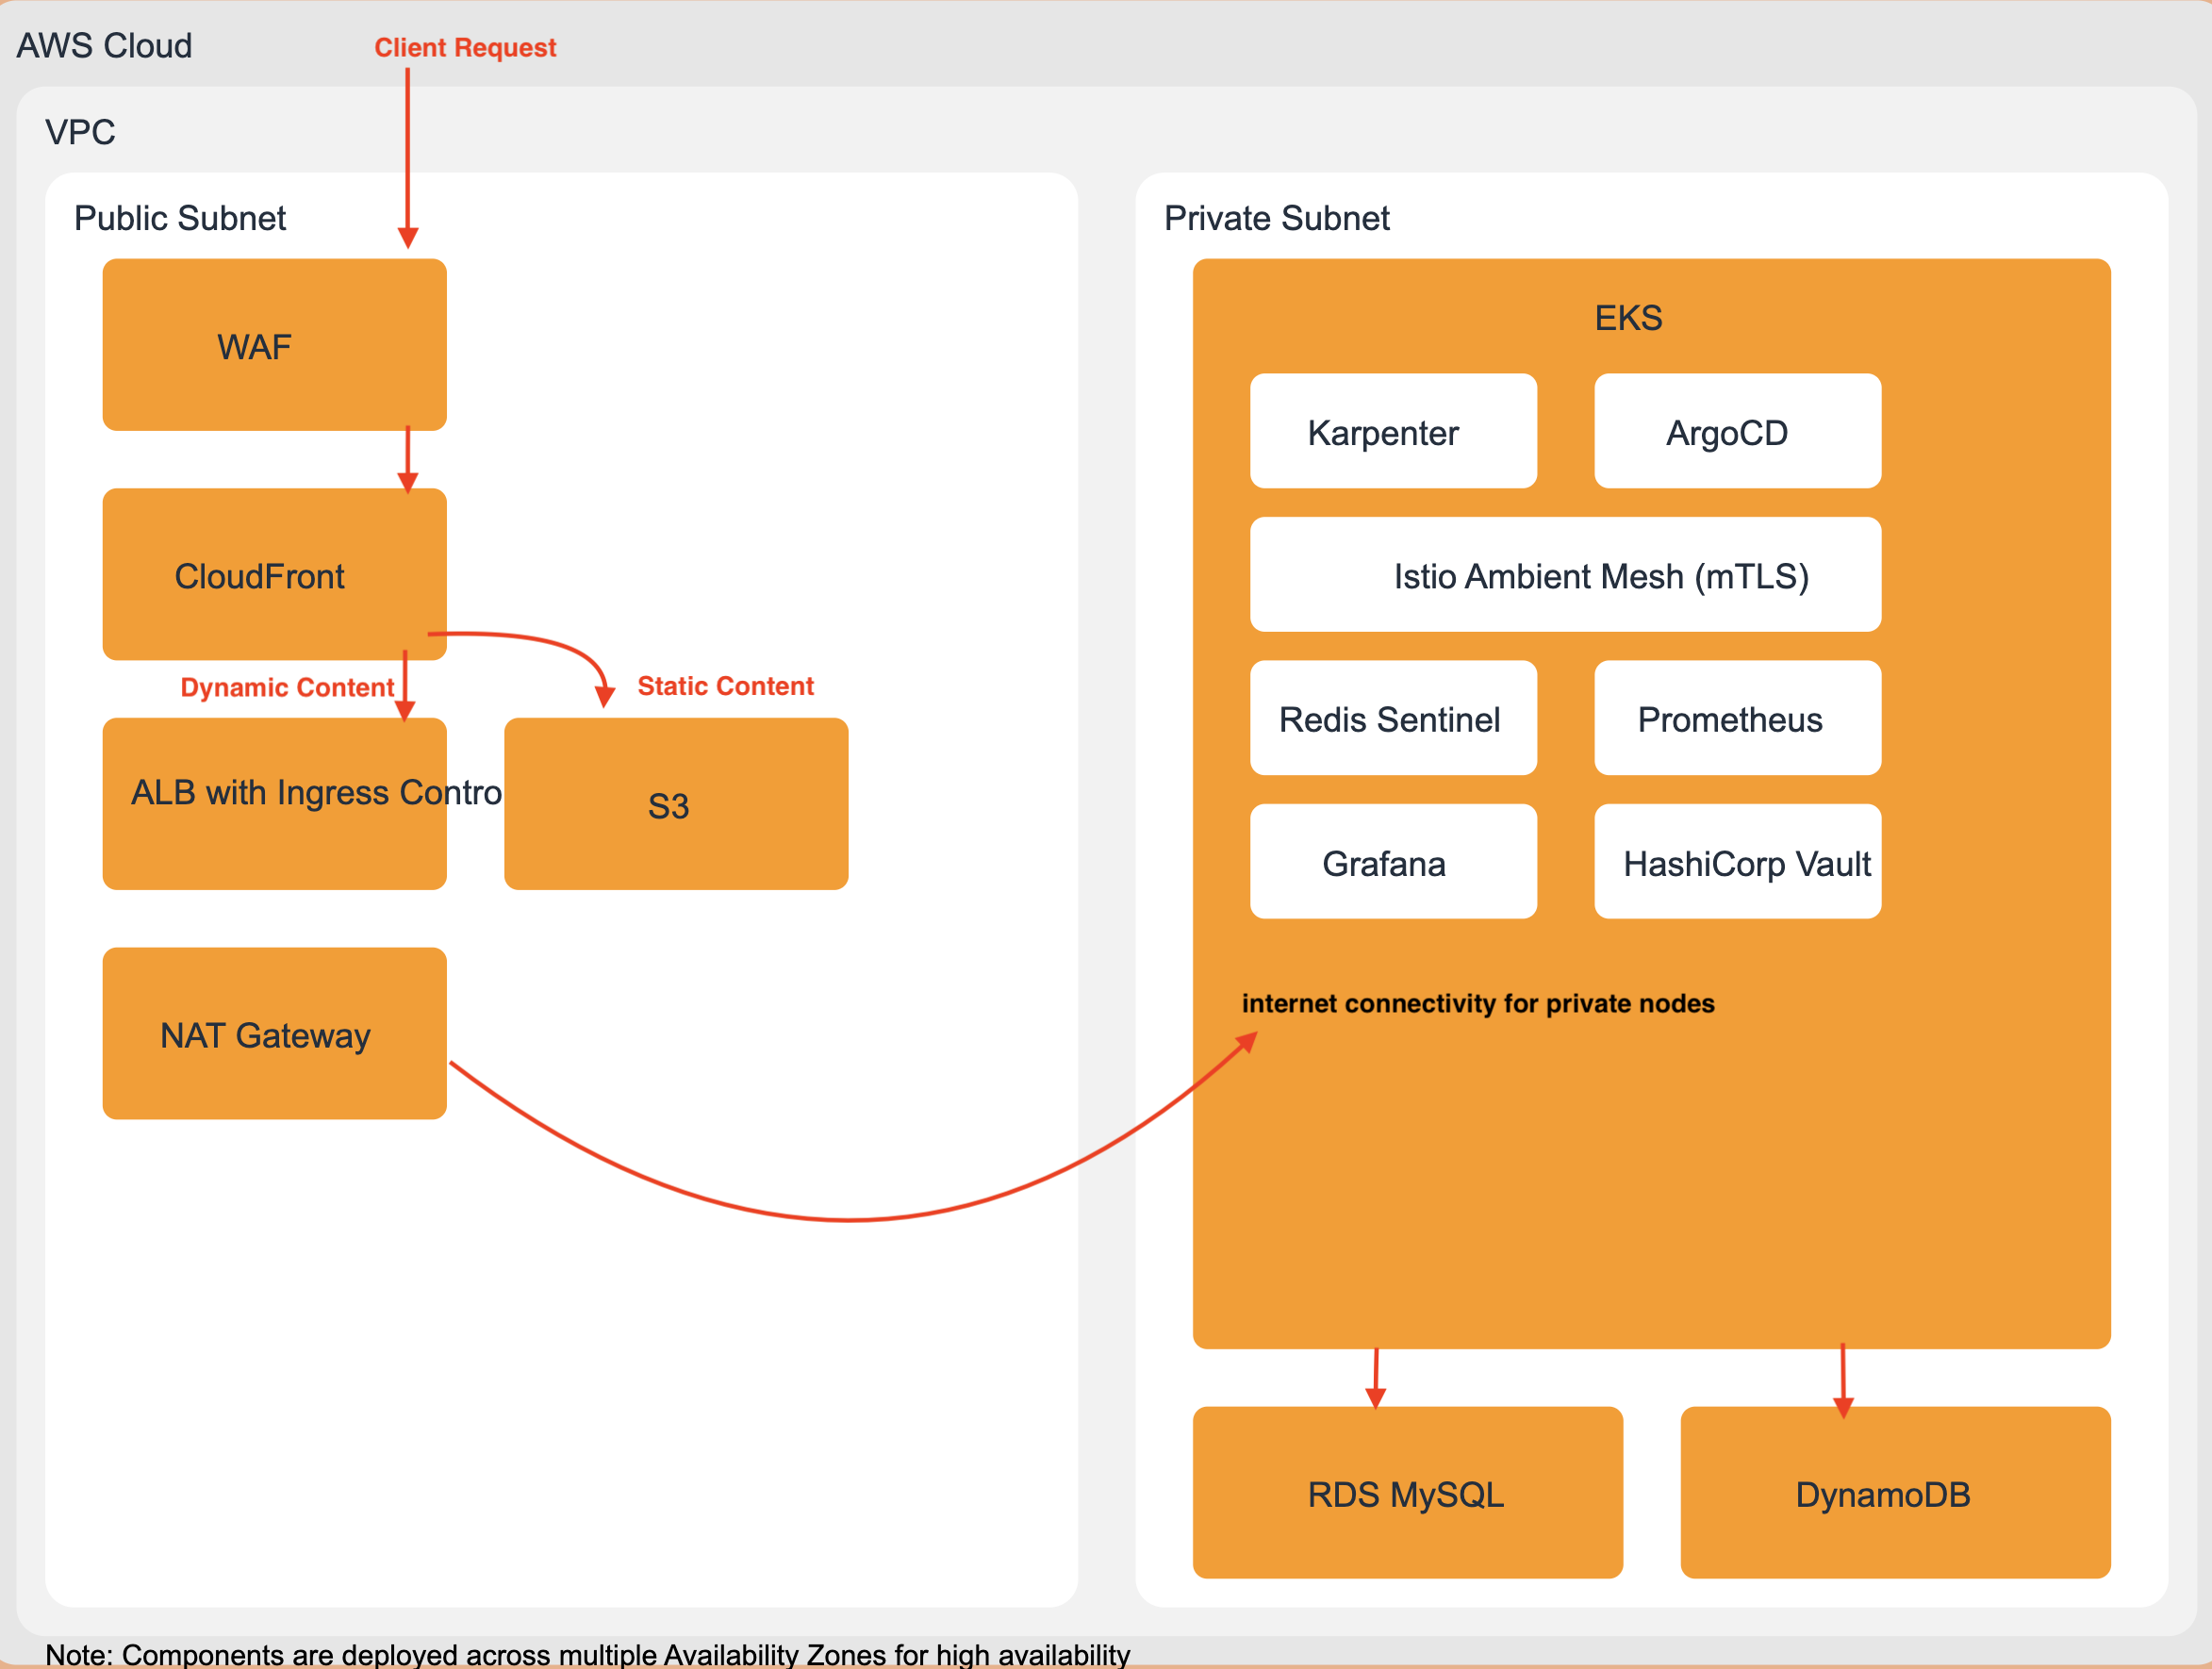 AWS Cloud
Client Request
VPC
Public Subnet
WAF
CloudFront
Dynamic Content
Static Content
ALB with Ingress Contro
S3
NAT Gateway
Private Subnet
EKS
Karpenter
ArgoCD
Istio Ambient Mesh (mTLS)
Redis Sentinel
Prometheus
Grafana
HashiCorp Vault
internet connectivity for private nodes
RDS MySQL
DynamoDB
Note: Components are deployed across multiple Availability Zones for high availability